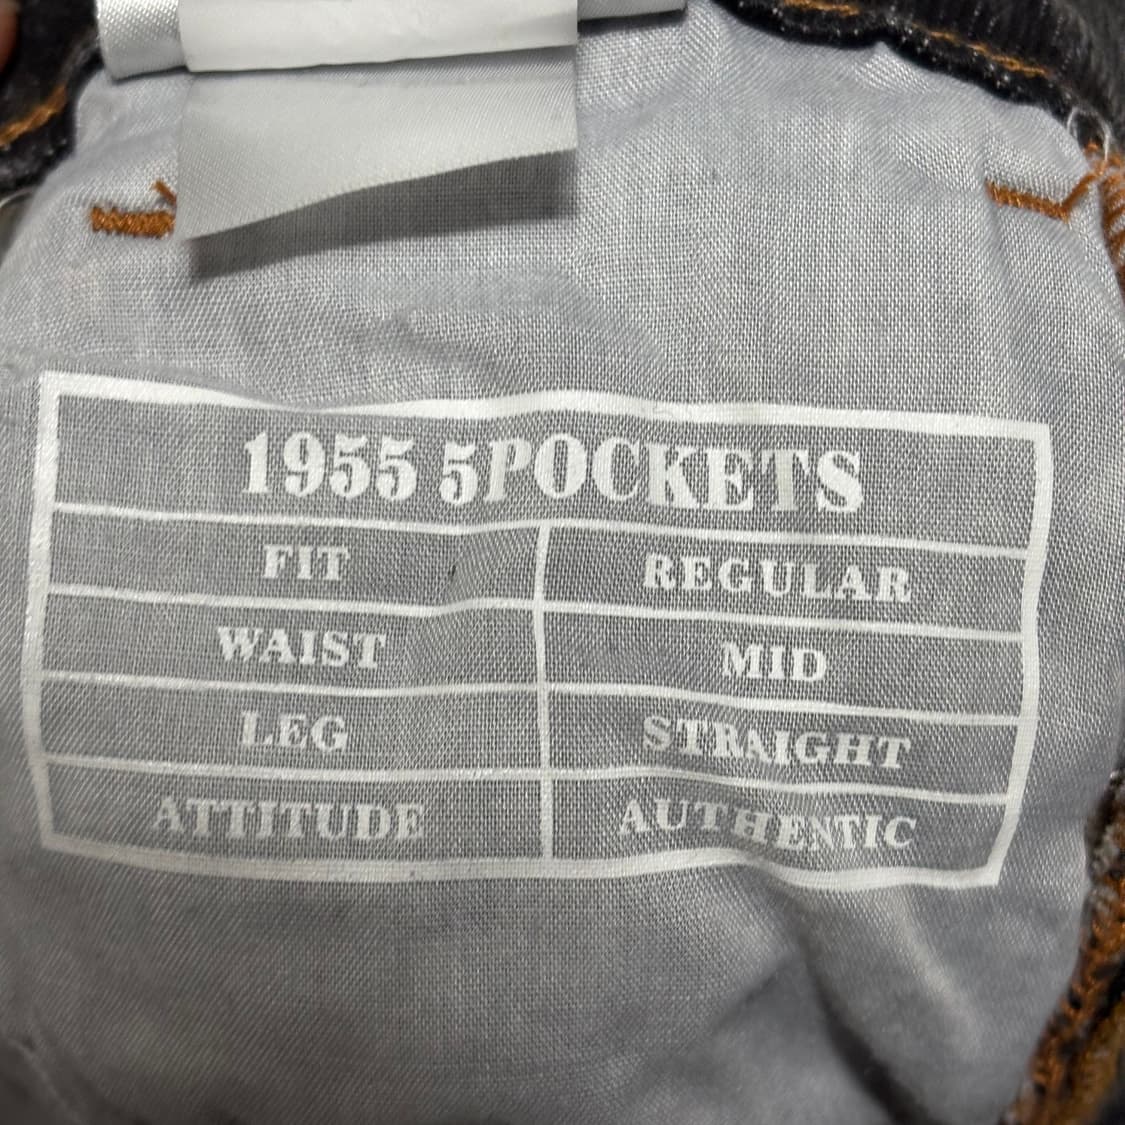 1955 5POCKETS
FIT REGULAR
WAIST MID
LEG STRAIGHT
ATTITUDE AUTHENTIC